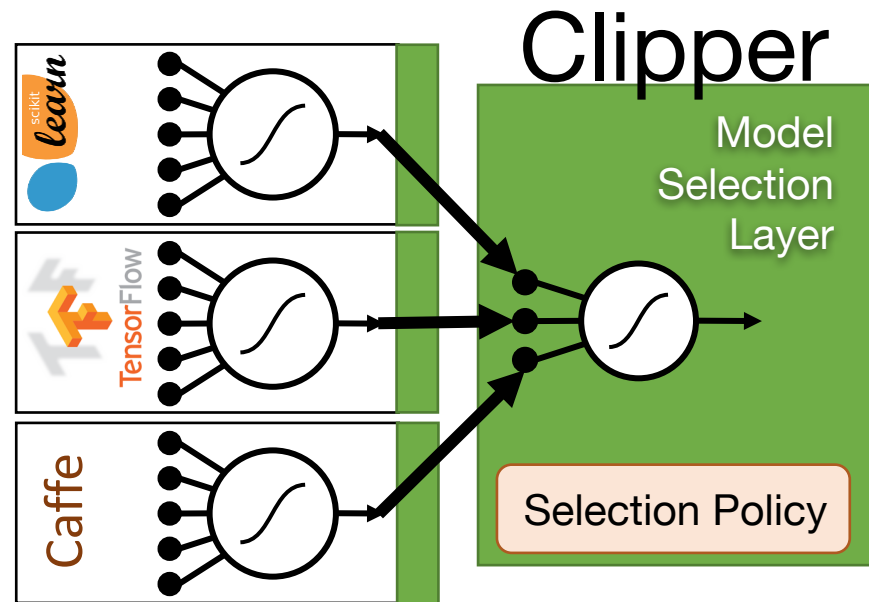 Clipper
scikit
learn
Model
Selection
Layer
TensorFlow
Caffe
Selection Policy